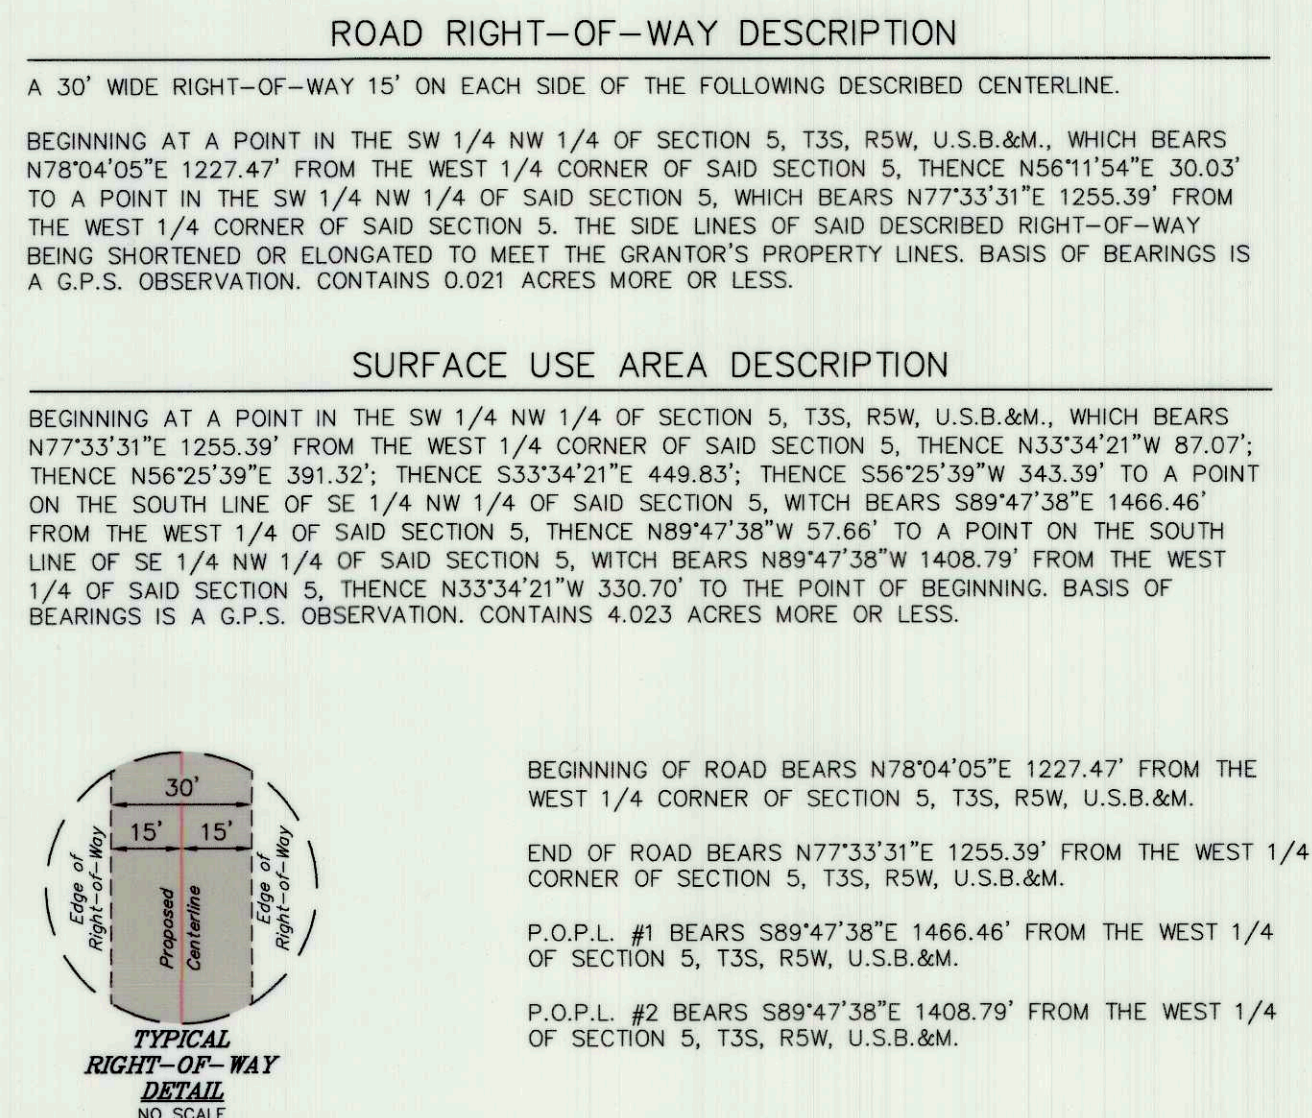 ROAD RIGHT-OF-WAY DESCRIPTION
A 30' WIDE RIGHT-OF-WAY 15' ON EACH SIDE OF THE FOLLOWING DESCRIBED CENTERLINE.
BEGINNING AT A POINT IN THE SW 1/4 NW 1/4 OF SECTION 5, T3S, R5W, U.S.B.&M., WHICH BEARS
N78°04'05"E 1227.47' FROM THE WEST 1/4 CORNER OF SAID SECTION 5, THENCE N56°11'54"E 30.03'
TO A POINT IN THE SW 1/4 NW 1/4 OF SAID SECTION 5, WHICH BEARS N77°33'31"E 1255.39' FROM
THE WEST 1/4 CORNER OF SAID SECTION 5. THE SIDE LINES OF SAID DESCRIBED RIGHT-OF-WAY
BEING SHORTENED OR ELONGATED TO MEET THE GRANTOR'S PROPERTY LINES. BASIS OF BEARINGS IS
A G.P.S. OBSERVATION. CONTAINS 0.021 ACRES MORE OR LESS.
SURFACE USE AREA DESCRIPTION
BEGINNING AT A POINT IN THE SW 1/4 NW 1/4 OF SECTION 5, T3S, R5W, U.S.B.&M., WHICH BEARS
N77°33'31"E 1255.39' FROM THE WEST 1/4 CORNER OF SAID SECTION 5, THENCE N33°34'21"W 87.07';
THENCE N56°25'39"E 391.32'; THENCE S33°34'21"E 449.83'; THENCE S56°25'39"W 343.39' TO A POINT
ON THE SOUTH LINE OF SE 1/4 NW 1/4 OF SAID SECTION 5, WITCH BEARS S89°47'38"E 1466.46'
FROM THE WEST 1/4 OF SAID SECTION 5, THENCE N89°47'38"W 57.66' TO A POINT ON THE SOUTH
LINE OF SE 1/4 NW 1/4 OF SAID SECTION 5, WITCH BEARS N89°47'38"W 1408.79' FROM THE WEST
1/4 OF SAID SECTION 5, THENCE N33°34'21"W 330.70' TO THE POINT OF BEGINNING. BASIS OF
BEARINGS IS A G.P.S. OBSERVATION. CONTAINS 4.023 ACRES MORE OR LESS.
30'
15' 15'
Edge of
Right-of-Way
Proposed
Centerline
Edge of
Right-of-Way
TYPICAL
RIGHT-OF-WAY
DETAIL
NO SCALE
BEGINNING OF ROAD BEARS N78°04'05"E 1227.47' FROM THE
WEST 1/4 CORNER OF SECTION 5, T3S, R5W, U.S.B.&M.
END OF ROAD BEARS N77°33'31"E 1255.39' FROM THE WEST 1/4
CORNER OF SECTION 5, T3S, R5W, U.S.B.&M.
P.O.P.L. #1 BEARS S89°47'38"E 1466.46' FROM THE WEST 1/4
OF SECTION 5, T3S, R5W, U.S.B.&M.
P.O.P.L. #2 BEARS S89°47'38"E 1408.79' FROM THE WEST 1/4
OF SECTION 5, T3S, R5W, U.S.B.&M.